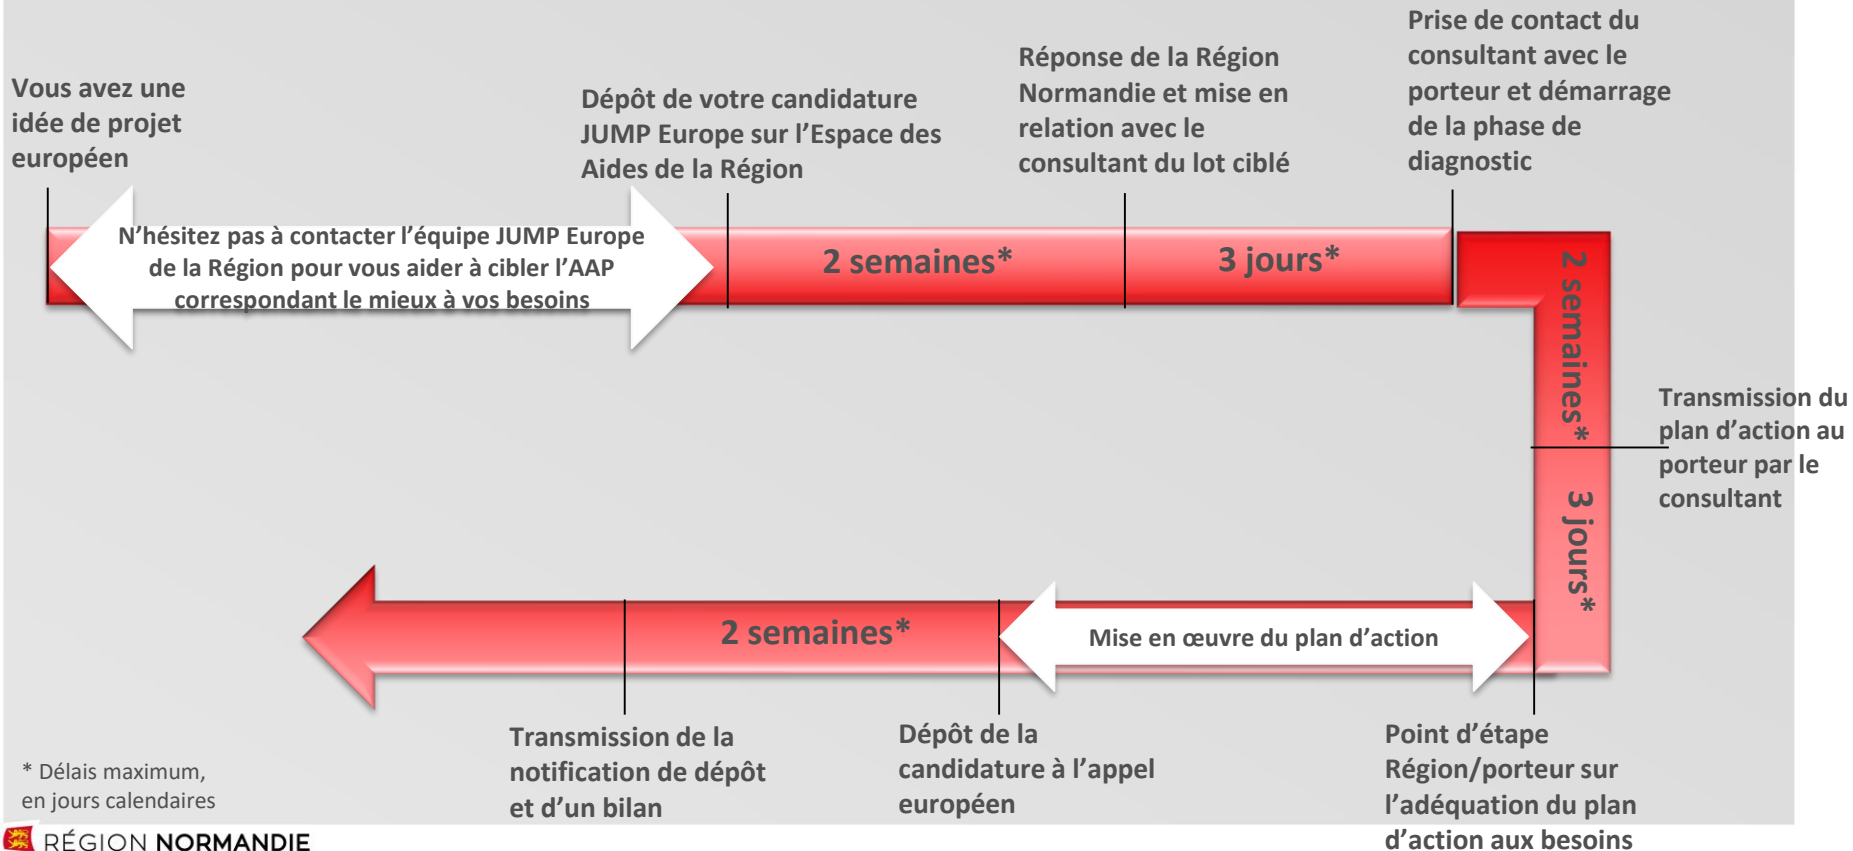 Vous avez une
idée de projet
européen
Dépôt de votre candidature
JUMP Europe sur l’Espace des
Aides de la Région
Réponse de la Région
Normandie et mise en
relation avec le
consultant du lot ciblé
Prise de contact du
consultant avec le
porteur et démarrage
de la phase de
diagnostic
N’hésitez pas à contacter l’équipe JUMP Europe
de la Région pour vous aider à cibler l’AAP
correspondant le mieux à vos besoins
2 semaines*
3 jours*
2 semaines*
Transmission du
plan d’action au
porteur par le
consultant
3 jours*
Mise en œuvre du plan d’action
2 semaines*
Point d’étape
Région/porteur sur
l’adéquation du plan
d’action aux besoins
Dépôt de la
candidature à l’appel
européen
Transmission de la
notification de dépôt
et d’un bilan
* Délais maximum,
en jours calendaires
RÉGION NORMANDIE